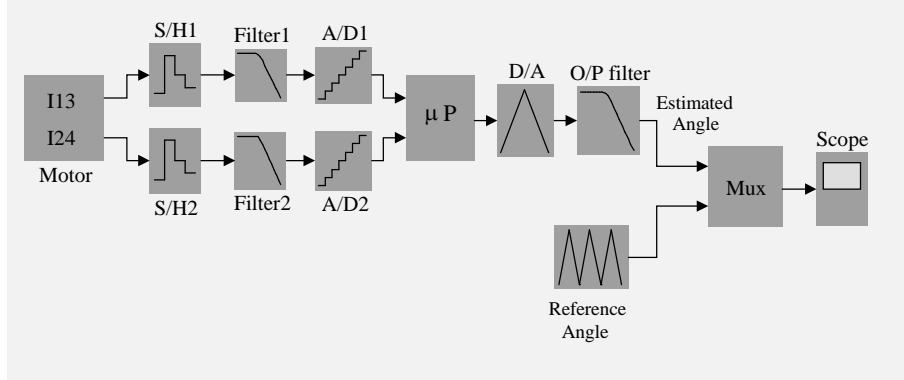 S/H1
Filter1
A/D1
D/A
O/P filter
I13
I24
Motor
μ P
Estimated
Angle
Scope
Mux
S/H2
Filter2
A/D2
Reference
Angle